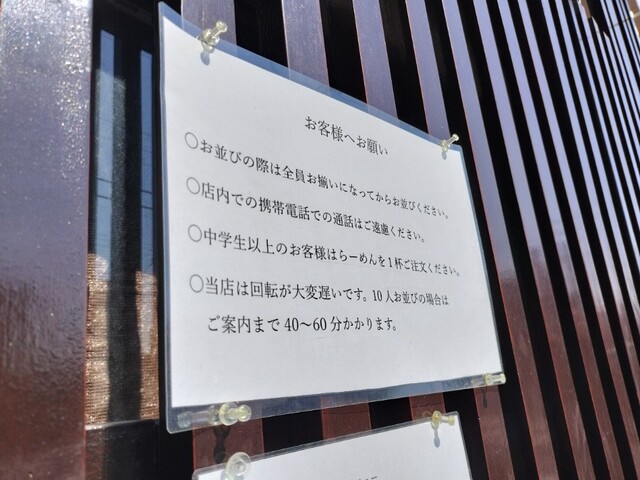 お客様へお願い
○お並びの際は全員お揃いになってからお並びください。
○店内での携帯電話での通話はご遠慮ください。
○中学生以上のお客様はらーめんを1杯ご注文ください。
○当店は回転が大変遅いです。10人お並びの場合は
ご案内まで40〜60分かかります。